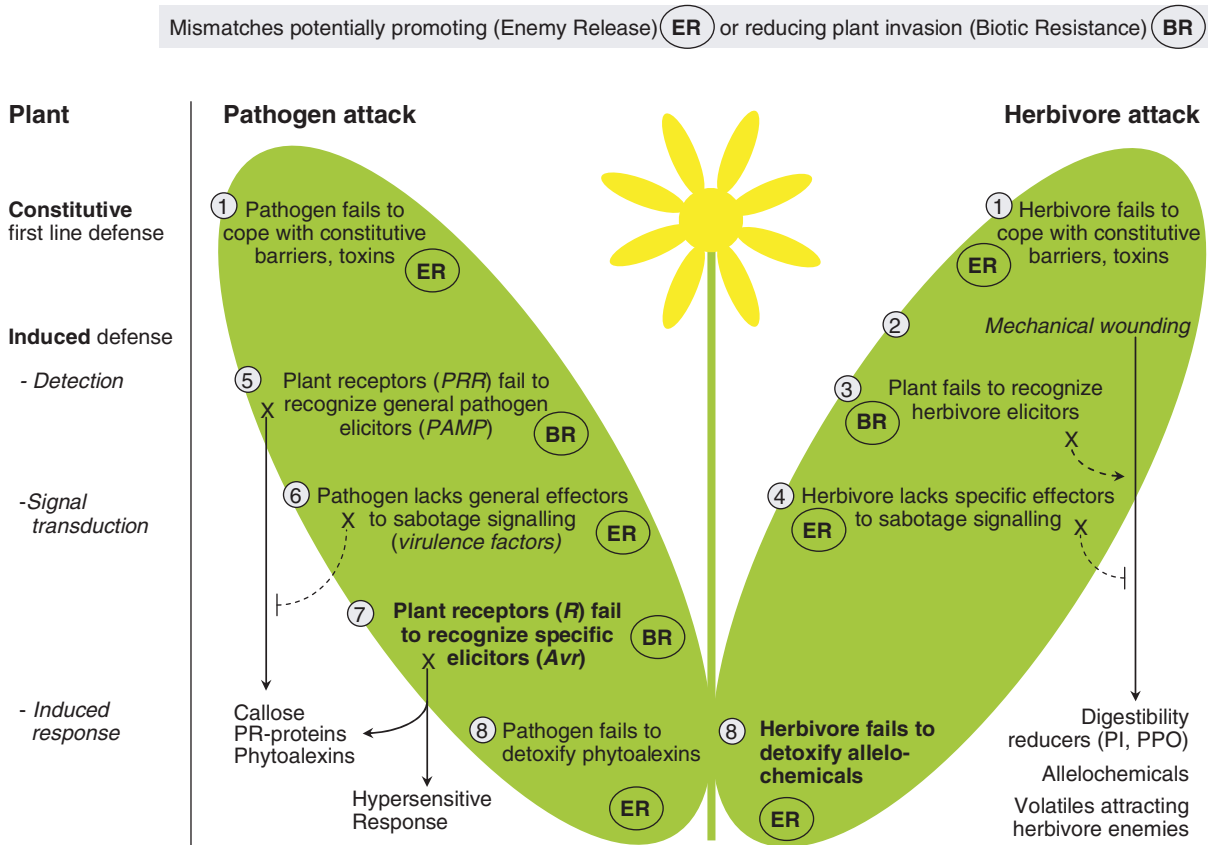 Mismatches potentially promoting (Enemy Release) ER or reducing plant invasion (Biotic Resistance) BR
Plant
Constitutive
first line defense
Induced defense
- Detection
-Signal
transduction
- Induced
response
Pathogen attack
1 Pathogen fails to
cope with constitutive
barriers, toxins
ER
5 Plant receptors (PRR) fail to
recognize general pathogen
elicitors (PAMP)
X
BR
6 Pathogen lacks general effectors
to sabotage signalling
(virulence factors)
X
ER
7 Plant receptors (R) fail
to recognize specific
elicitors (Avr)
X
BR
Callose
PR-proteins
Phytoalexins
Hypersensitive
Response
8 Pathogen fails to
detoxify phytoalexins
ER
Herbivore attack
1 Herbivore fails to
cope with constitutive
barriers, toxins
ER
2 Mechanical wounding
3 Plant fails to recognize
herbivore elicitors
BR
X
4 Herbivore lacks specific effectors
to sabotage signalling
ER
X
8 Herbivore fails to
detoxify allelo-
chemicals
ER
Digestibility
reducers (PI, PPO)
Allelochemicals
Volatiles attracting
herbivore enemies